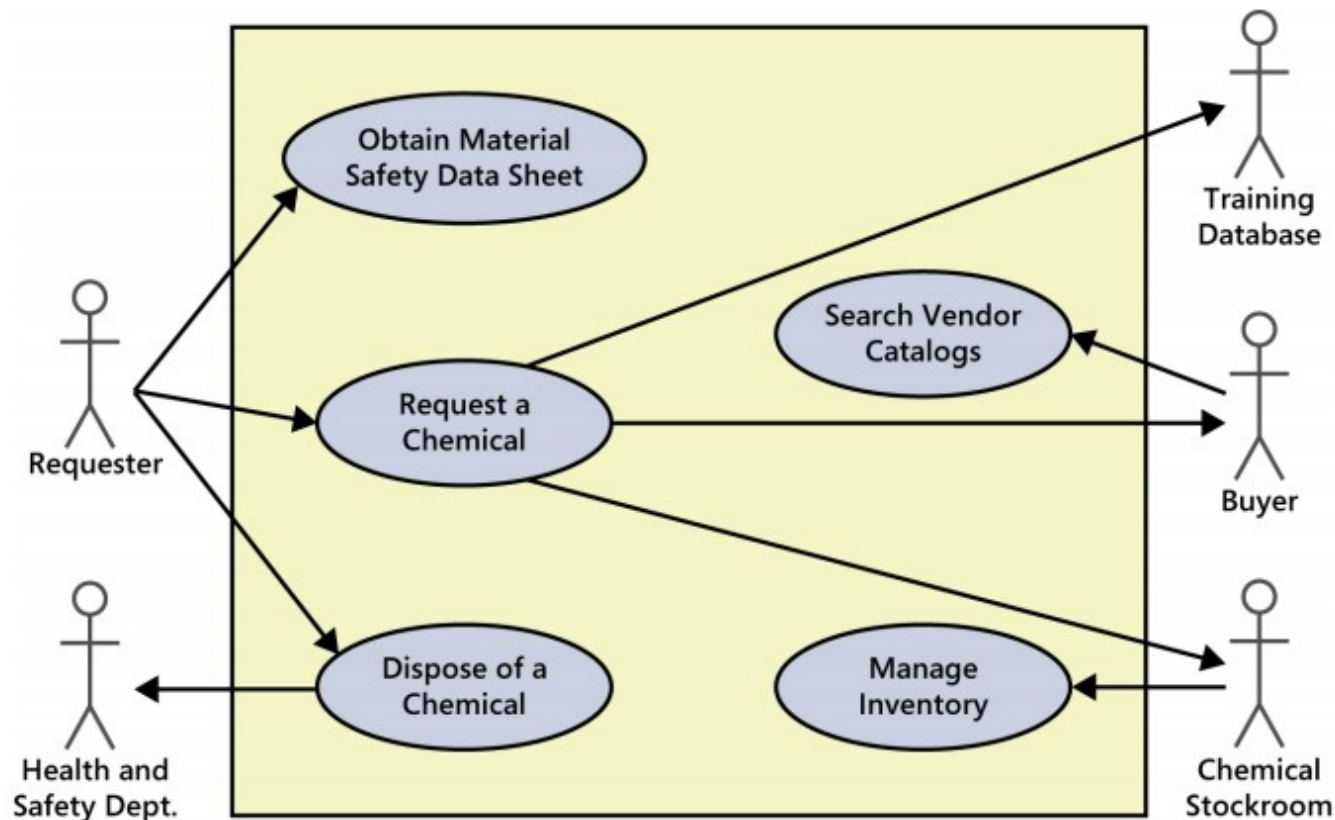 Obtain Material
Safety Data Sheet
Training
Database
Search Vendor
Catalogs
Request a
Chemical
Requester
Buyer
Dispose of a
Chemical
Manage
Inventory
Health and
Safety Dept.
Chemical
Stockroom